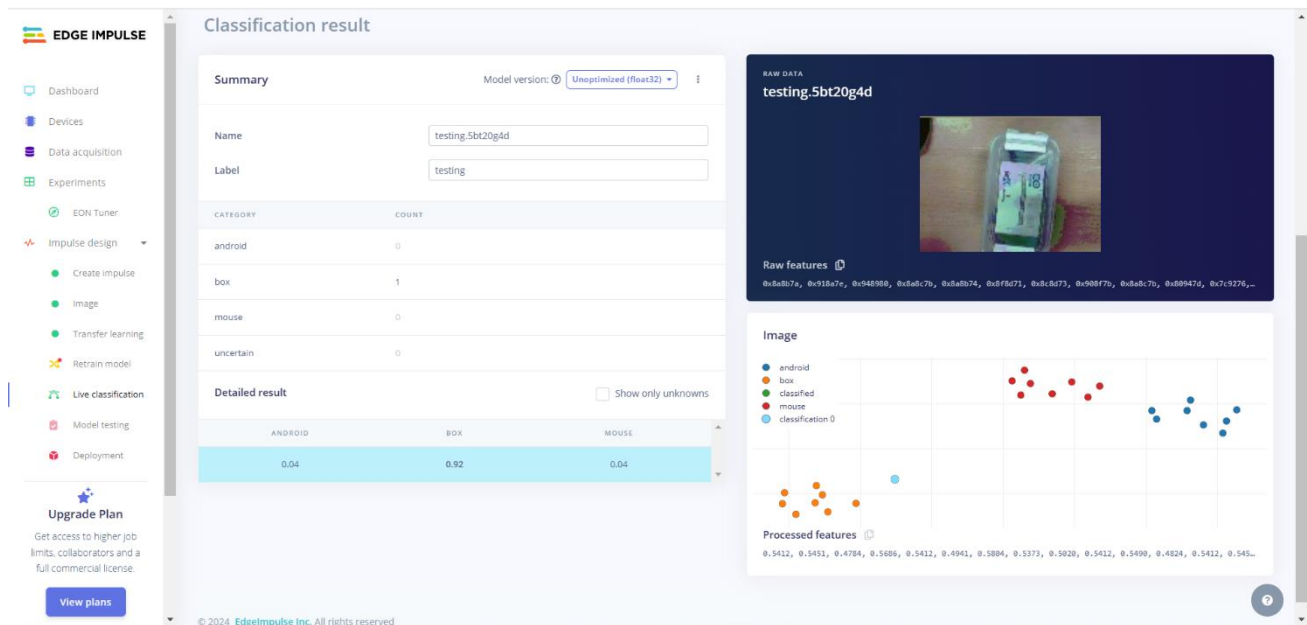 EDGE IMPULSE
Dashboard
Devices
Data acquisition
Experiments
EON Tuner
Impulse design
Create impulse
Image
Transfer learning
Retrain model
Live classification
Model testing
Deployment
Upgrade Plan
Get access to higher job
limits, collaborators and a
full commercial license.
View plans
Classification result
Summary
Model version: Unoptimized (float32)
Name testing.5bt20g4d
Label testing
CATEGORY COUNT
android 0
box 1
mouse 0
uncertain 0
Detailed result Show only unknowns
ANDROID BOX MOUSE
0.04 0.92 0.04
© 2024 EdgeImpulse Inc. All rights reserved
RAW DATA
testing.5bt20g4d
Raw features
0x8a8b7a, 0x918a7e, 0x948980, 0x8a8c7b, 0x8a8b74, 0x8f8d71, 0x8c8d73, 0x908f7b, 0x8a8c7b, 0x80947d, 0x7c9276,…
Image
android
box
classified
mouse
classification 0
Processed features
0.5412, 0.5451, 0.4784, 0.5686, 0.5412, 0.4941, 0.5804, 0.5373, 0.5020, 0.5412, 0.5490, 0.4824, 0.5412, 0.545…